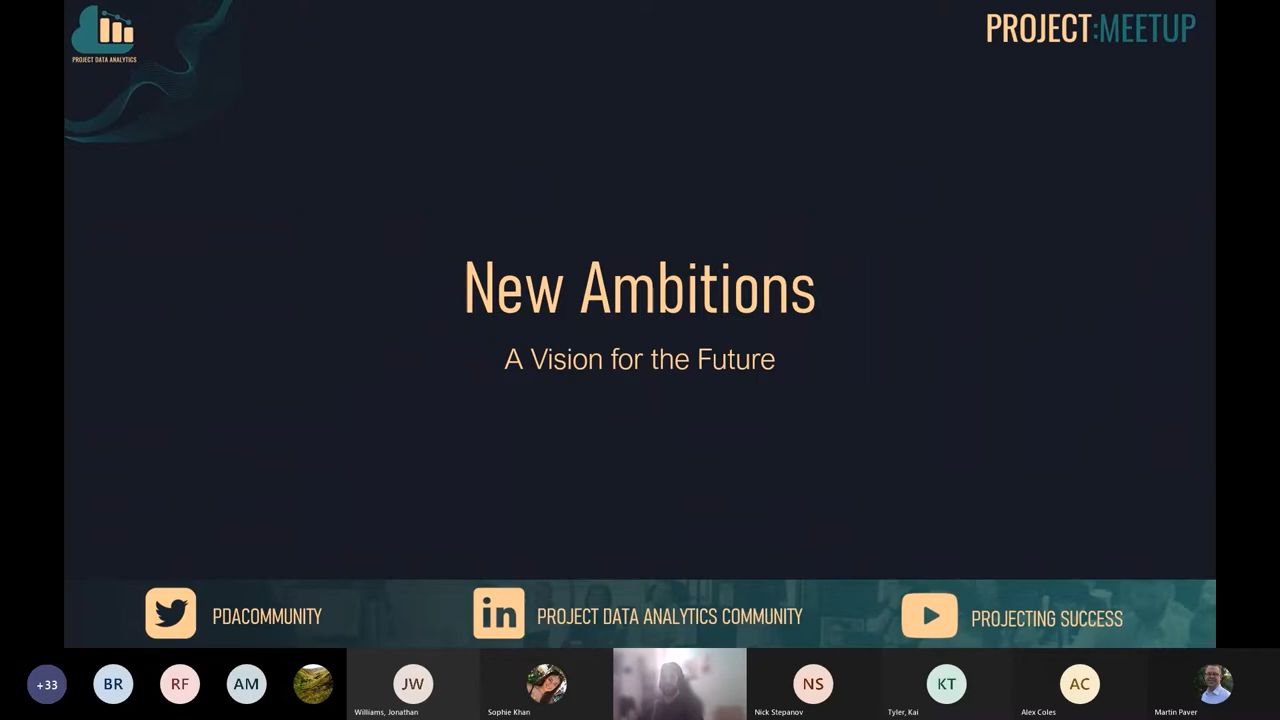 PROJECT DATA ANALYTICS
PROJECT:MEETUP
New Ambitions
A Vision for the Future
PDACOMMUNITY
in
PROJECT DATA ANALYTICS COMMUNITY
PROJECTING SUCCESS
+33
BR
RF
AM
JW
NS
KT
AC
Williams, Jonathan
Sophie Khan
Nick Stepanov
Tyler, Kai
Alex Coles
Martin Paver